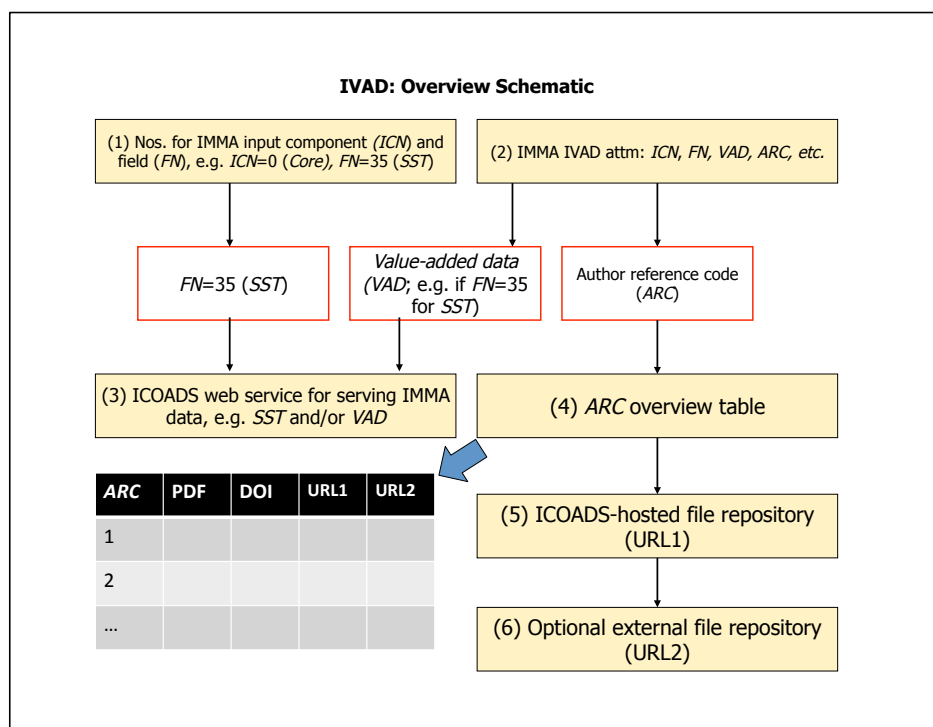 IVAD: Overview Schematic
(1) Nos. for IMMA input component (ICN) and
field (FN), e.g. ICN=0 (Core), FN=35 (SST)
(2) IMMA IVAD attm: ICN, FN, VAD, ARC, etc.
FN=35 (SST)
Value-added data
(VAD; e.g. if FN=35
for SST)
Author reference code
(ARC)
(3) ICOADS web service for serving IMMA
data, e.g. SST and/or VAD
(4) ARC overview table
ARC PDF DOI URL1 URL2
1
2
...
(5) ICOADS-hosted file repository
(URL1)
(6) Optional external file repository
(URL2)